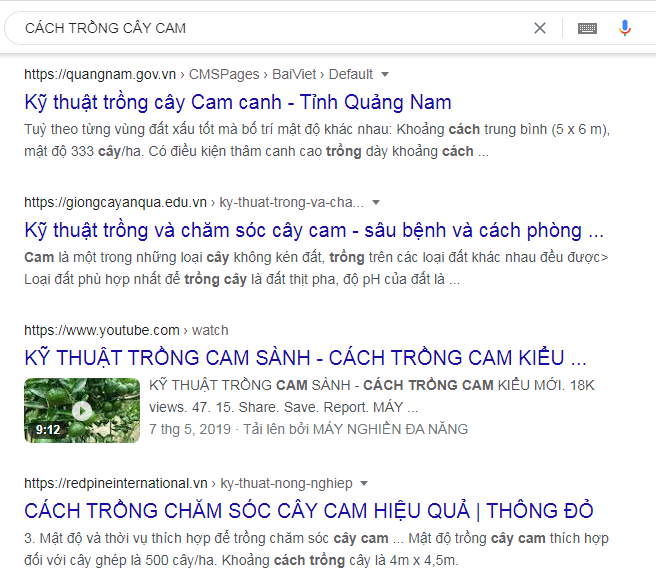 CÁCH TRỒNG CÂY CAM
https://quangnam.gov.vn › CMSPages › BaiViet › Default
Kỹ thuật trồng cây Cam canh - Tỉnh Quảng Nam
Tuỳ theo từng vùng đất xấu tốt mà bố trí mật độ khác nhau: Khoảng cách trung bình (5 x 6 m),
mật độ 333 cây/ha. Có điều kiện thâm canh cao trồng dày khoảng cách ...
https://giongcayanqua.edu.vn › ky-thuat-trong-va-cha...
Kỹ thuật trồng và chăm sóc cây cam - sâu bệnh và cách phòng ...
Cam là một trong những loại cây không kén đất, trồng trên các loại đất khác nhau đều được>
Loại đất phù hợp nhất để trồng cây là đất thịt pha, độ pH của đất là ...
https://www.youtube.com › watch
KỸ THUẬT TRỒNG CAM SÀNH - CÁCH TRỒNG CAM KIỂU ...
KỸ THUẬT TRỒNG CAM SÀNH - CÁCH TRỒNG CAM KIỂU MỚI. 18K
views. 47. 15. Share. Save. Report. MÁY ...
9:12
7 thg 5, 2019 · Tải lên bởi MÁY NGHIỀN ĐA NĂNG
https://redpineinternational.vn › ky-thuat-nong-nghiep
CÁCH TRỒNG CHĂM SÓC CÂY CAM HIỆU QUẢ | THÔNG ĐỎ
3. Mật độ và thời vụ thích hợp để trồng chăm sóc cây cam ... Mật độ trồng cây cam thích hợp
đối với cây ghép là 500 cây/ha. Khoảng cách trồng cây là 4m x 4,5m.